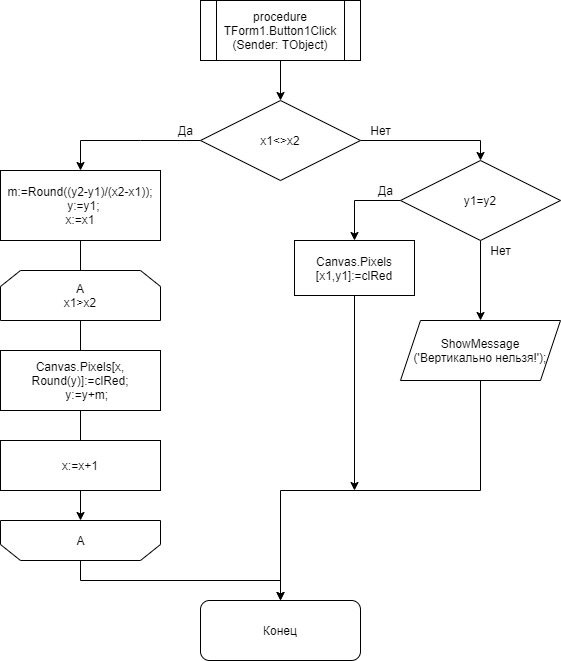 procedure
TForm1.Button1Click
(Sender: TObject)
Да
x1<>x2
Нет
m:=Round((y2-y1)/(x2-x1));
y:=y1;
x:=x1
Да
y1=y2
Нет
Canvas.Pixels
[x1,y1]:=clRed
A
x1>x2
ShowMessage
('Вертикально нельзя!');
Canvas.Pixels[x,
Round(y)]:=clRed;
y:=y+m;
x:=x+1
A
Конец